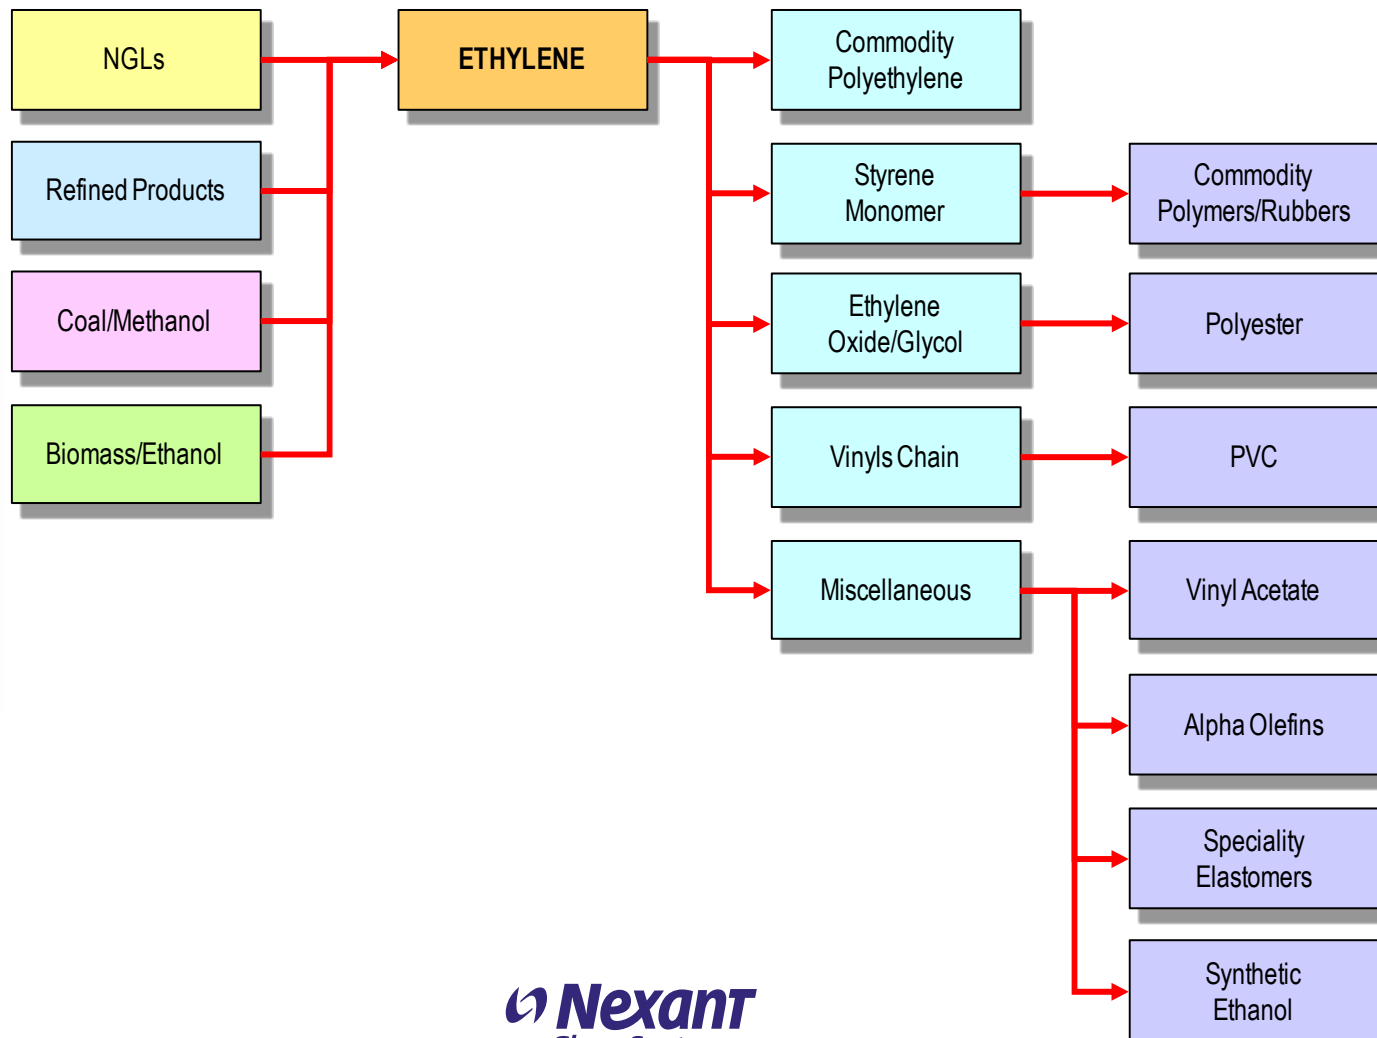 NGLs
ETHYLENE
Commodity
Polyethylene
Refined Products
Styrene
Monomer
Commodity
Polymers/Rubbers
Coal/Methanol
Ethylene
Oxide/Glycol
Polyester
Biomass/Ethanol
Vinyls Chain
PVC
Miscellaneous
Vinyl Acetate
Alpha Olefins
Speciality
Elastomers
Synthetic
Ethanol
Nexant